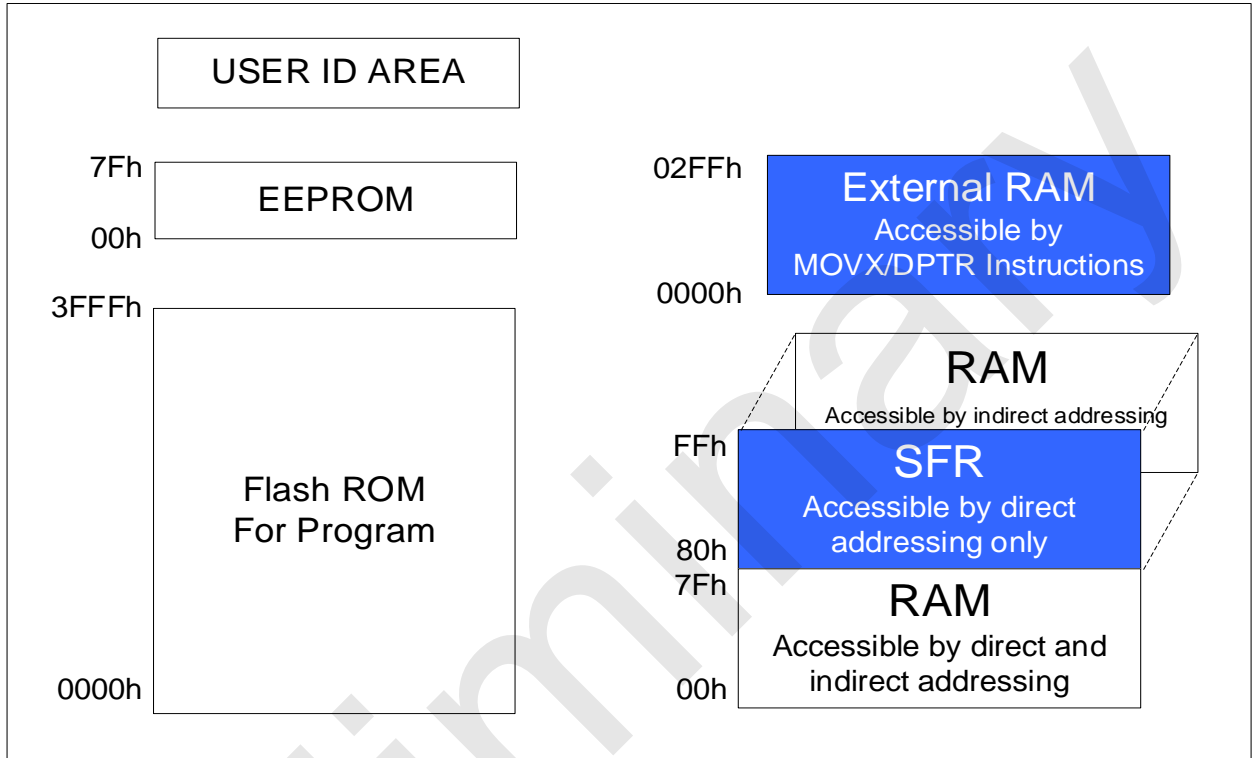 USER ID AREA
7Fh
EEPROM
00h
3FFFh
Flash ROM
For Program
0000h
02FFh
External RAM
Accessible by
MOVX/DPTR Instructions
0000h
RAM
Accessible by indirect addressing
FFh
SFR
Accessible by direct
addressing only
80h
7Fh
RAM
Accessible by direct and
indirect addressing
00h